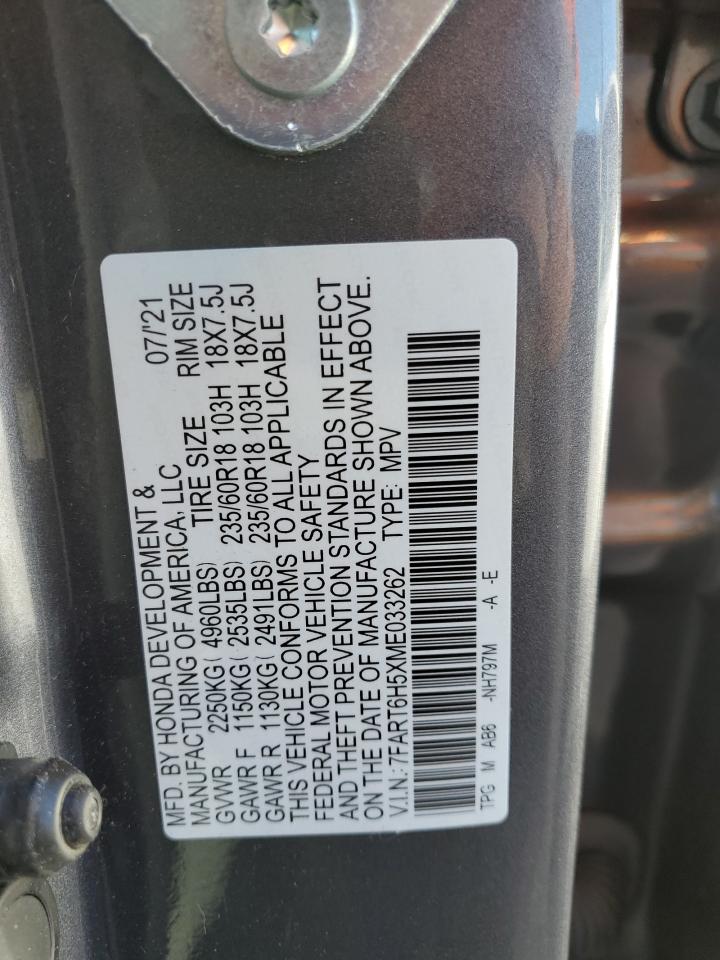 MFD. BY HONDA DEVELOPMENT & 07/'21
MANUFACTURING OF AMERICA, LLC
TIRE SIZE RIM SIZE
GVWR 2250KG( 4960LBS)
GAWR F 1150KG( 2535LBS) 235/60R18 103H 18X7.5J
GAWR R 1130KG( 2491LBS) 235/60R18 103H 18X7.5J
THIS VEHICLE CONFORMS TO ALL APPLICABLE
FEDERAL MOTOR VEHICLE SAFETY
AND THEFT PREVENTION STANDARDS IN EFFECT
ON THE DATE OF MANUFACTURE SHOWN ABOVE.
V.I.N.: 7FART6H5XME033262 TYPE: MPV
TPG M AB6 -NH797M -A -E